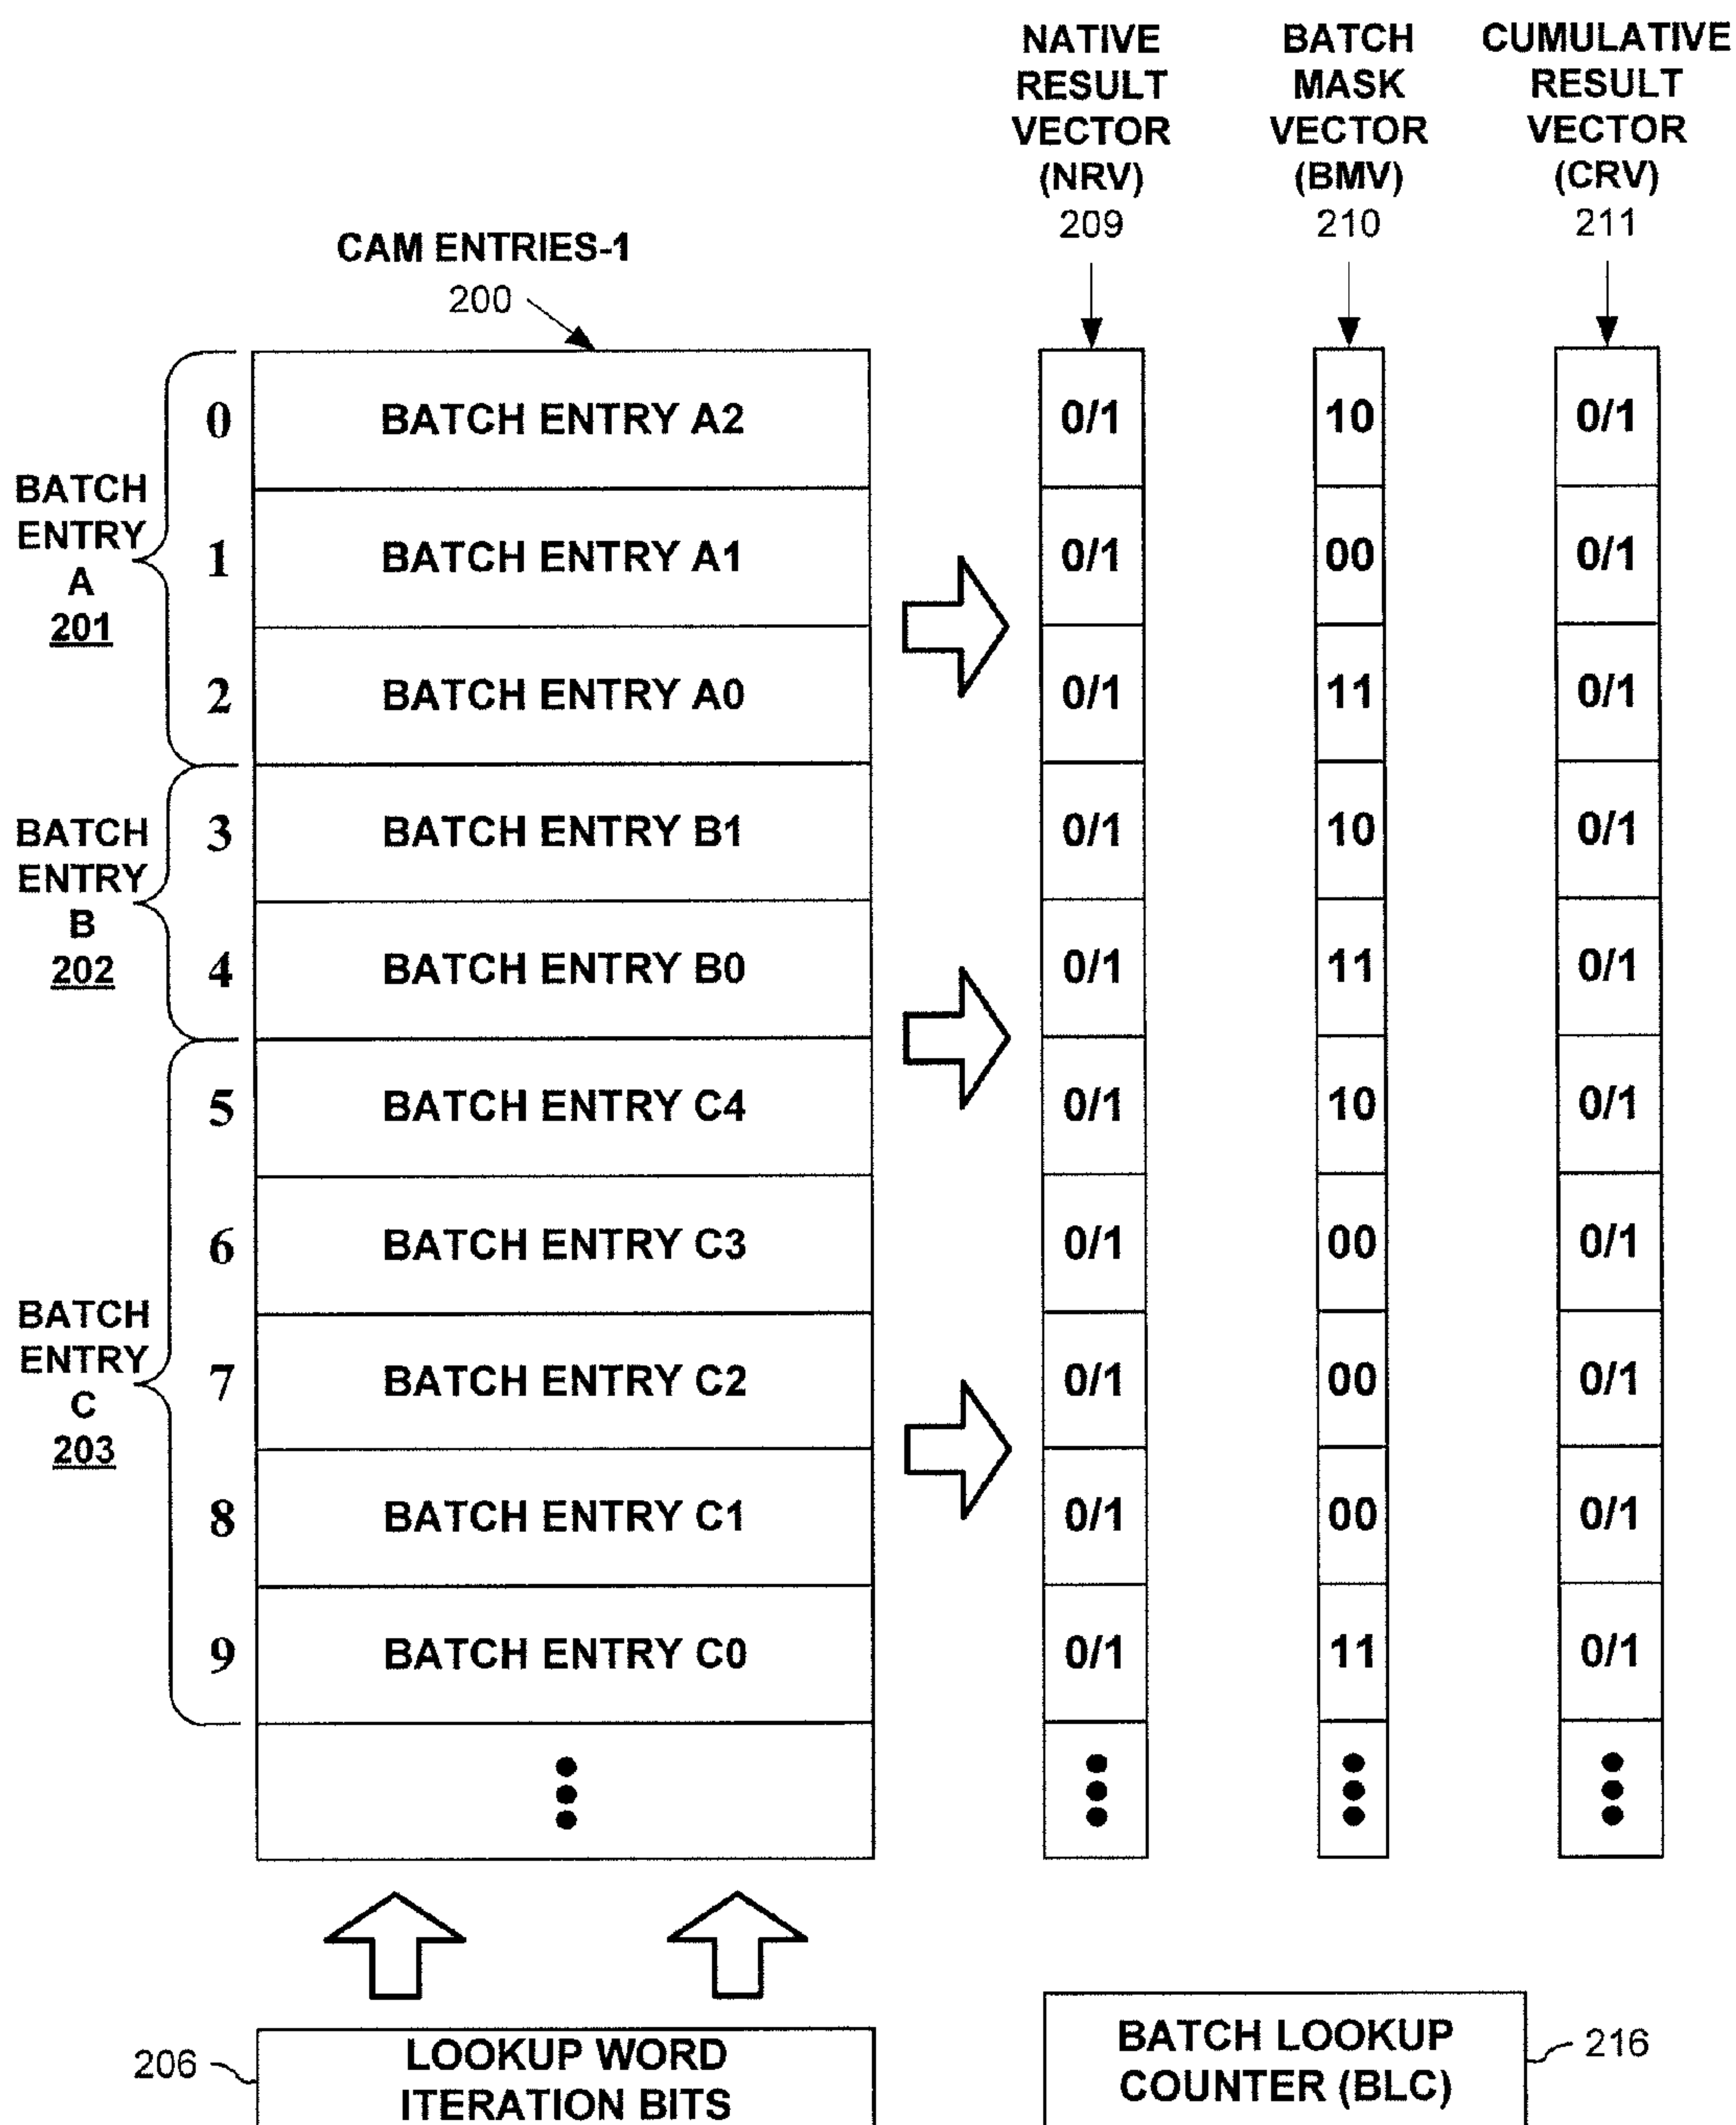 NATIVE
RESULT
VECTOR
(NRV)
209
BATCH
MASK
VECTOR
(BMV)
210
CUMULATIVE
RESULT
VECTOR
(CRV)
211
CAM ENTRIES-1
200
BATCH
ENTRY
A
201
0 BATCH ENTRY A2 0/1 10 0/1
1 BATCH ENTRY A1 0/1 00 0/1
2 BATCH ENTRY A0 0/1 11 0/1
BATCH
ENTRY
B
202
3 BATCH ENTRY B1 0/1 10 0/1
4 BATCH ENTRY B0 0/1 11 0/1
BATCH
ENTRY
C
203
5 BATCH ENTRY C4 0/1 10 0/1
6 BATCH ENTRY C3 0/1 00 0/1
7 BATCH ENTRY C2 0/1 00 0/1
8 BATCH ENTRY C1 0/1 00 0/1
9 BATCH ENTRY C0 0/1 11 0/1
206
LOOKUP WORD
ITERATION BITS
BATCH LOOKUP
COUNTER (BLC)
216